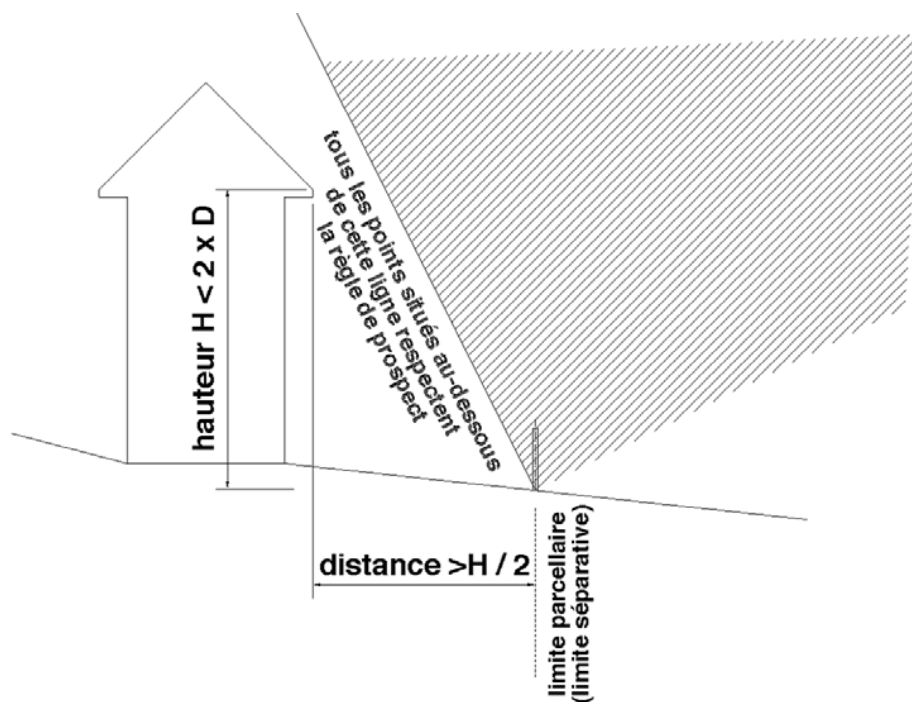 tous les points situés au-dessous
de cette ligne respectent
la règle de prospect
hauteur H < 2 x D
distance >H / 2
limite parcellaire
(limite séparative)